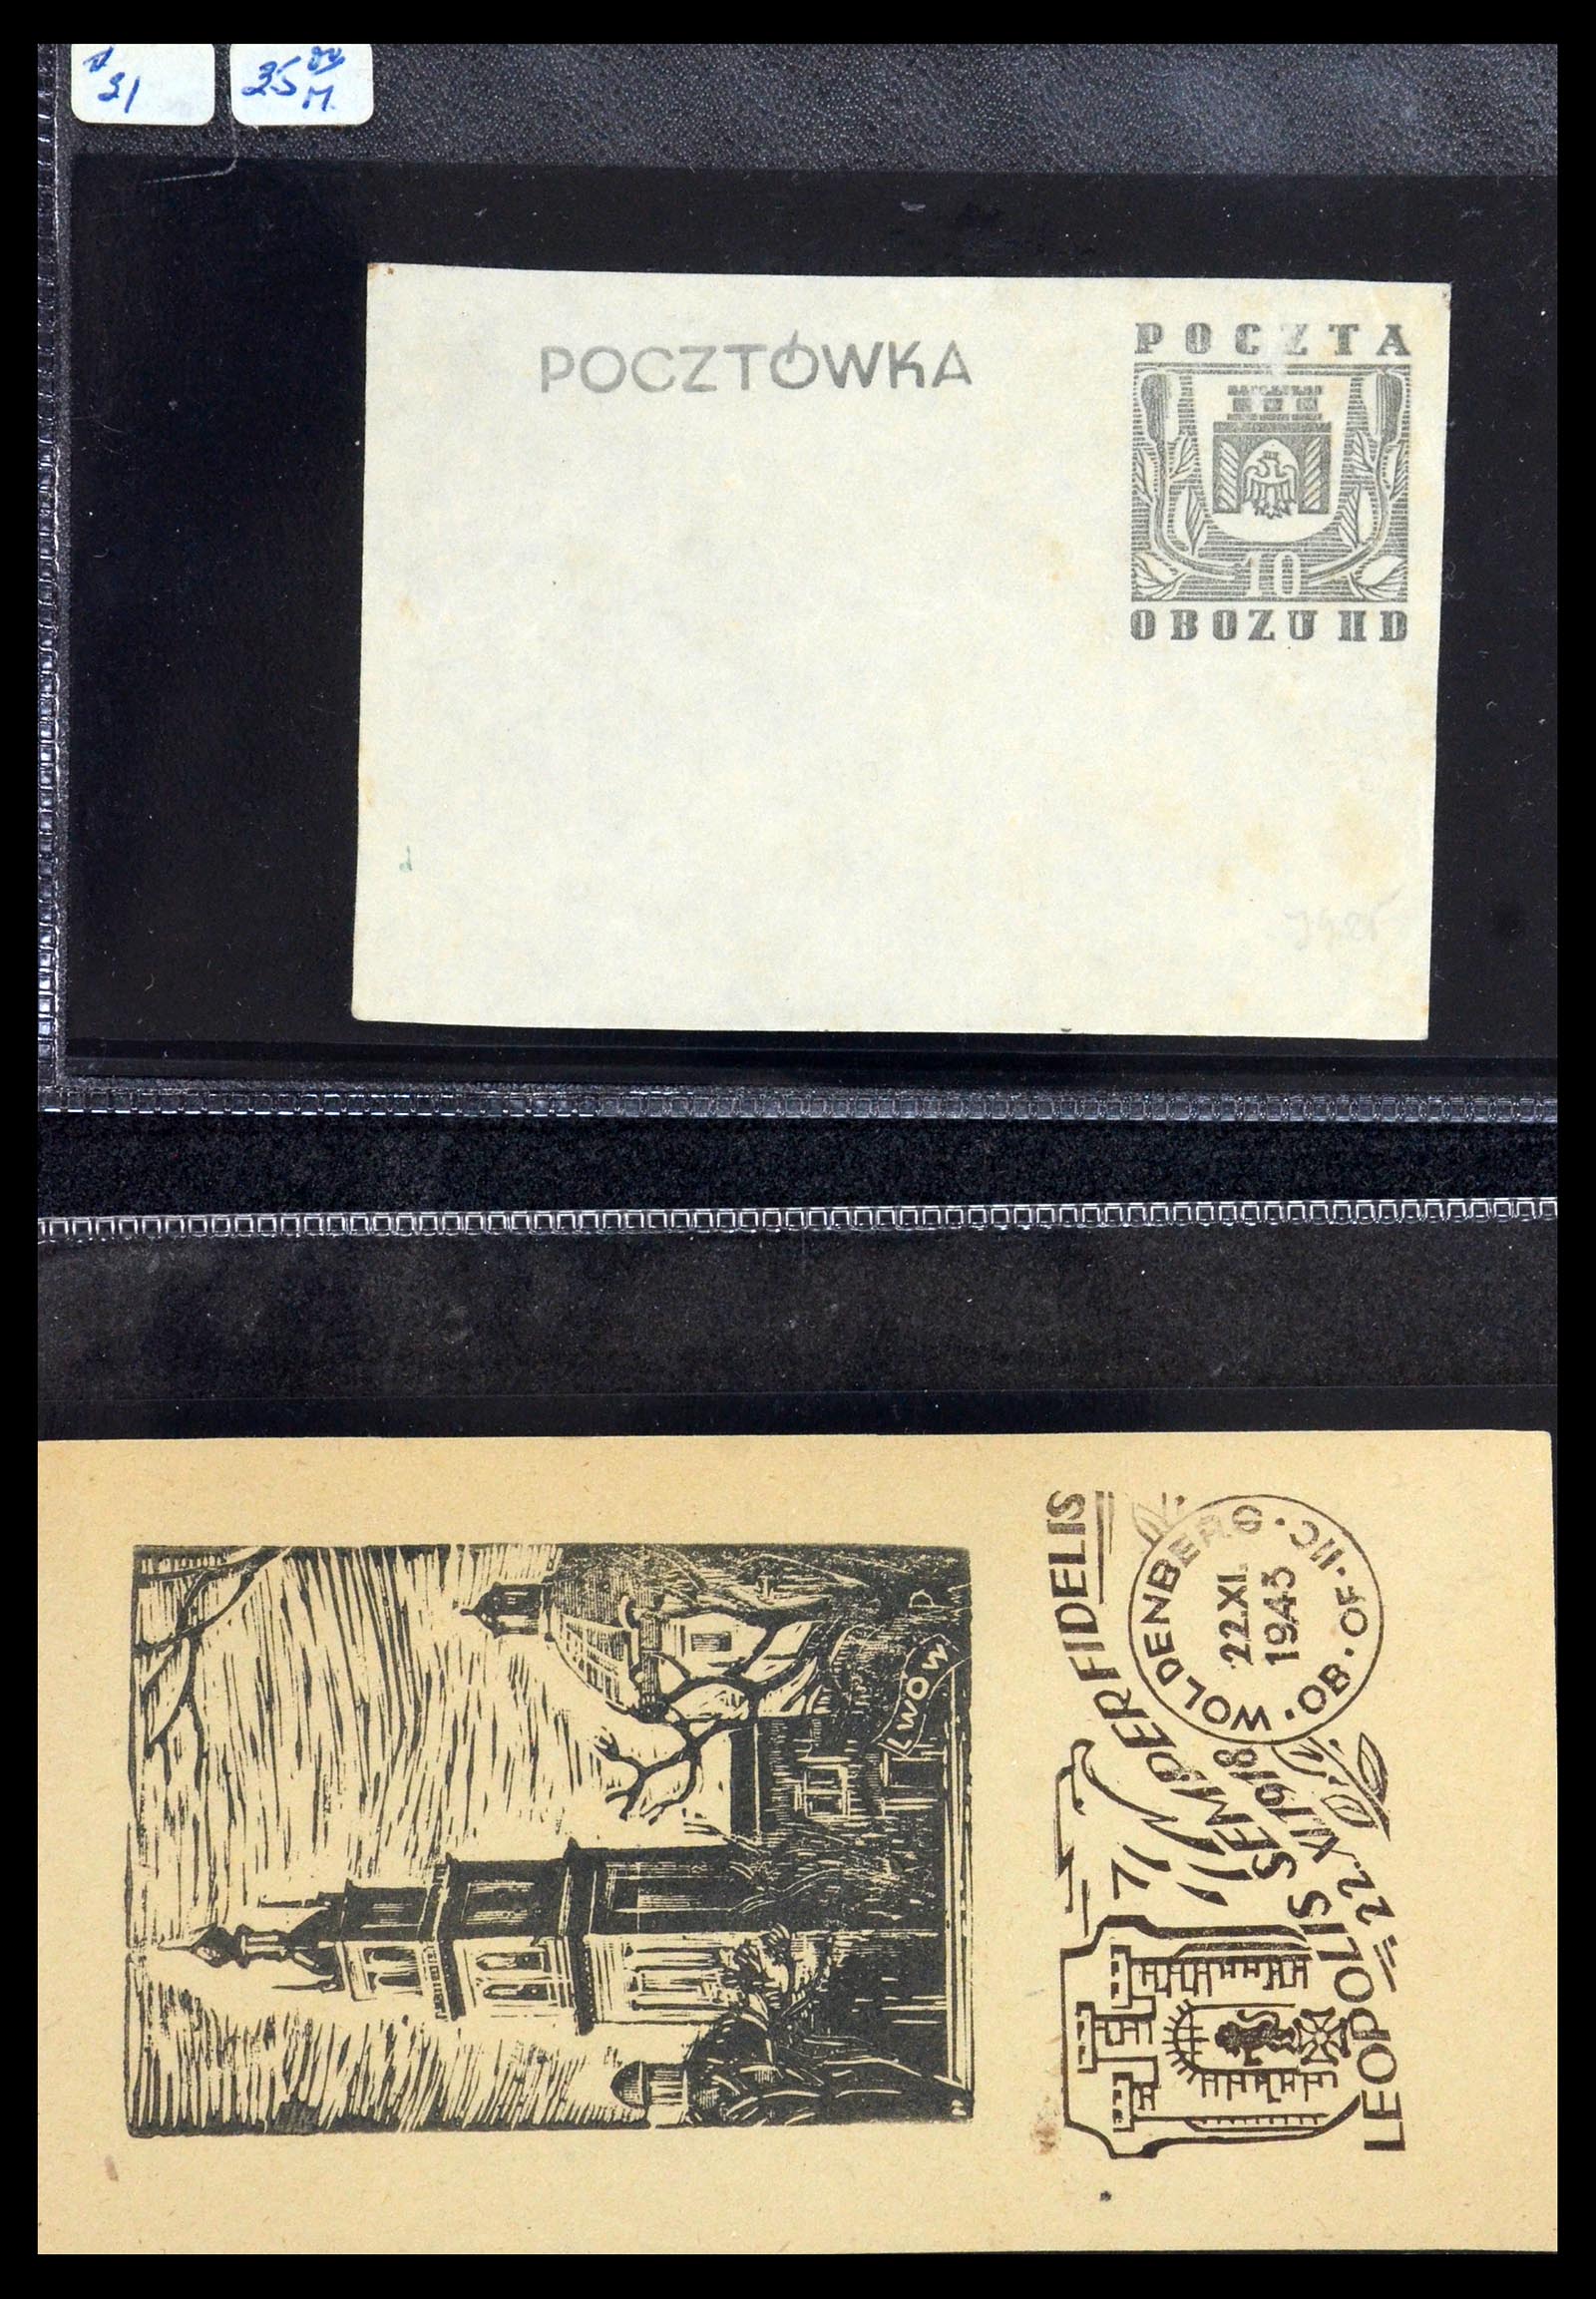 31
35 M.
POCZTÓWKA
POCZTA
10
OBOZU IID
LWÓW
LEOPOLIS SEMPER FIDELIS
22.XI.1918
WOLDENBERG
22.XI.
1943
OB. OF. IIC.